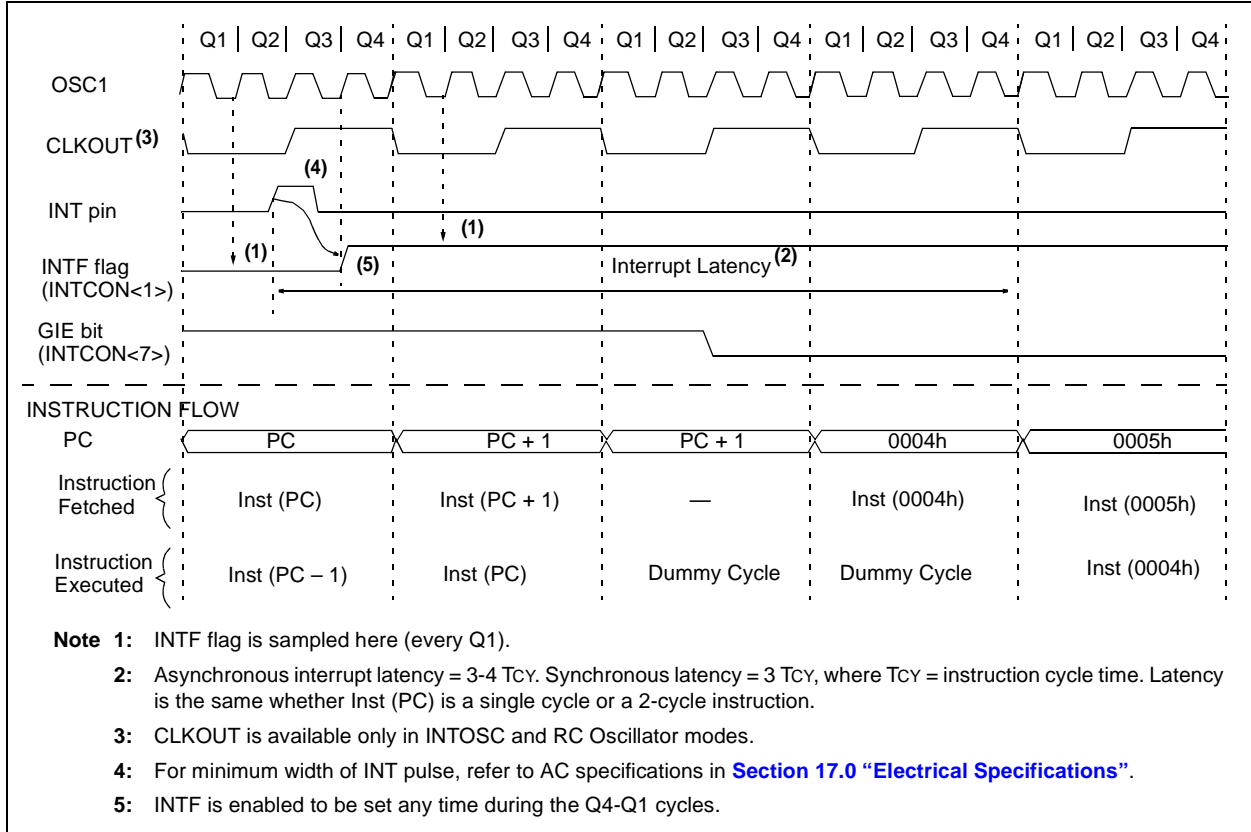 Q1 Q2 Q3 Q4 Q1 Q2 Q3 Q4 Q1 Q2 Q3 Q4 Q1 Q2 Q3 Q4 Q1 Q2 Q3 Q4
OSC1
CLKOUT (3)
(4)
INT pin
(1)
(1) (5)
INTF flag
(INTCON<1>)
Interrupt Latency (2)
GIE bit
(INTCON<7>)
INSTRUCTION FLOW
PC PC PC + 1 PC + 1 0004h 0005h
Instruction
Fetched
Inst (PC) Inst (PC + 1) — Inst (0004h) Inst (0005h)
Instruction
Executed
Inst (PC – 1) Inst (PC) Dummy Cycle Dummy Cycle Inst (0004h)
Note 1: INTF flag is sampled here (every Q1).
2: Asynchronous interrupt latency = 3-4 TCY. Synchronous latency = 3 TCY, where TCY = instruction cycle time. Latency
is the same whether Inst (PC) is a single cycle or a 2-cycle instruction.
3: CLKOUT is available only in INTOSC and RC Oscillator modes.
4: For minimum width of INT pulse, refer to AC specifications in Section 17.0 “Electrical Specifications”.
5: INTF is enabled to be set any time during the Q4-Q1 cycles.